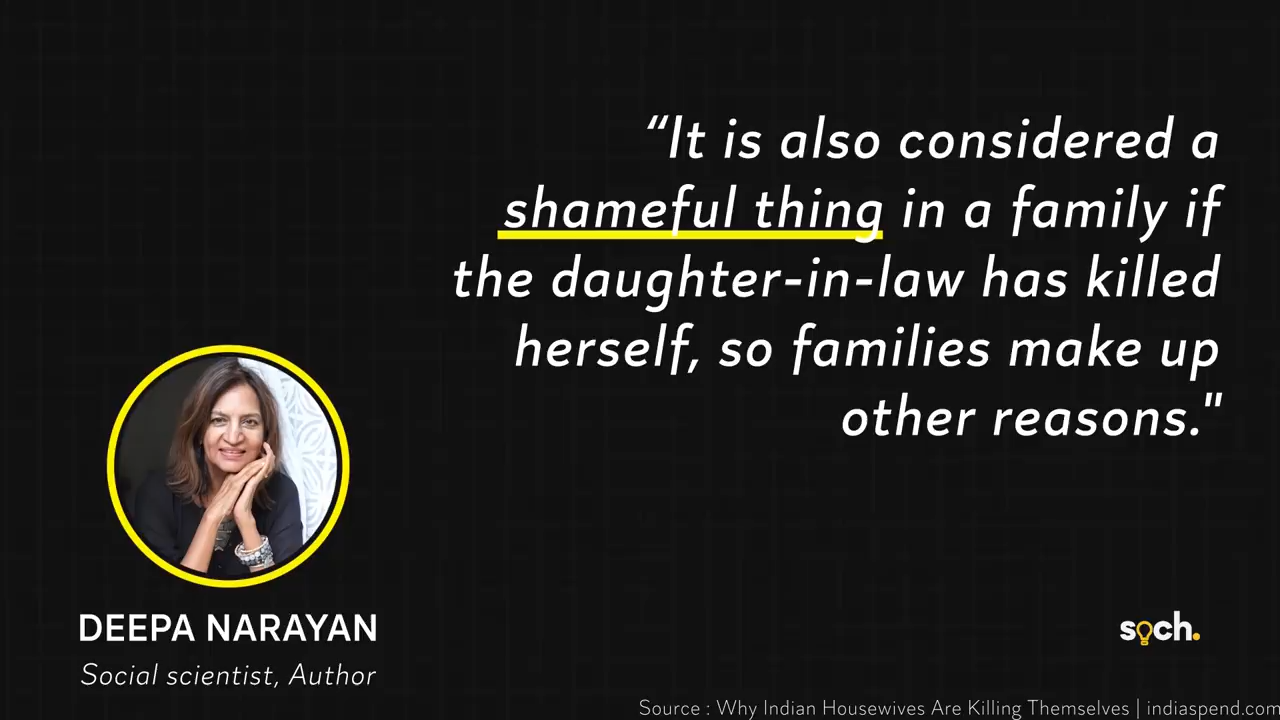 “It is also considered a
shameful thing in a family if
the daughter-in-law has killed
herself, so families make up
other reasons."
DEEPA NARAYAN
Social scientist, Author
soch.
Source : Why Indian Housewives Are Killing Themselves | indiaspend.com